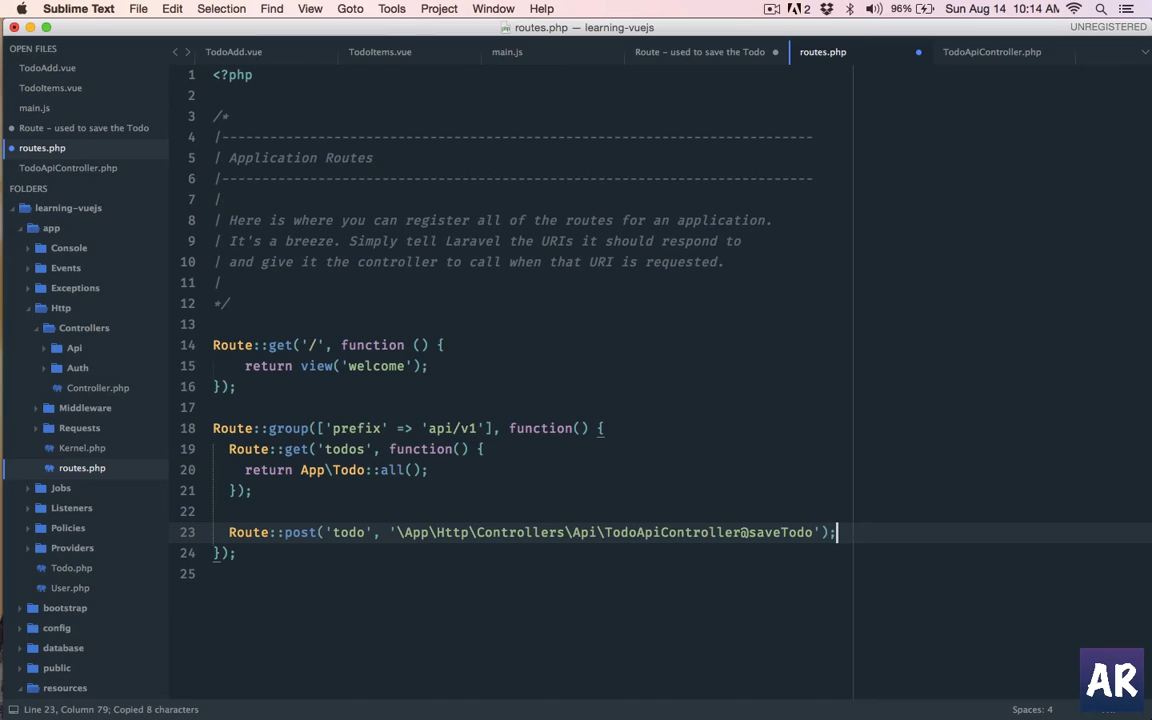 Sublime Text File Edit Selection Find View Goto Tools Project Window Help 2 96% Sun Aug 14 10:14 AM
routes.php — learning-vuejs UNREGISTERED
OPEN FILES
TodoAdd.vue
TodoItems.vue
main.js
Route - used to save the Todo
routes.php
TodoApiController.php
FOLDERS
learning-vuejs
app
Console
Events
Exceptions
Http
Controllers
Api
Auth
Controller.php
Middleware
Requests
Kernel.php
routes.php
Jobs
Listeners
Policies
Providers
Todo.php
User.php
bootstrap
config
database
public
resources
TodoAdd.vue TodoItems.vue main.js Route - used to save the Todo routes.php TodoApiController.php
1 <?php
2
3 /*
4 |--------------------------------------------------------------------------
5 | Application Routes
6 |--------------------------------------------------------------------------
7 |
8 | Here is where you can register all of the routes for an application.
9 | It's a breeze. Simply tell Laravel the URIs it should respond to
10 | and give it the controller to call when that URI is requested.
11 |
12 */
13
14 Route::get('/', function () {
15     return view('welcome');
16 });
17
18 Route::group(['prefix' => 'api/v1'], function() {
19   Route::get('todos', function() {
20     return App\Todo::all();
21   });
22
23   Route::post('todo', '\App\Http\Controllers\Api\TodoApiController@saveTodo');
24 });
25
AR
Line 23, Column 79; Copied 8 characters Spaces: 4